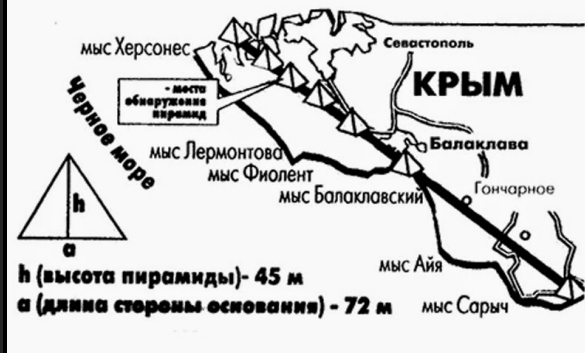 мыс Херсонес
Севастополь
КРЫМ
- места
обнаружения
пирамид
Черное море
мыс Лермонтова
мыс Фиолент
Балаклава
мыс Балаклавский
Гончарное
h
a
мыс Айя
h (высота пирамиды)- 45 м
a (длина стороны основания) - 72 м
мыс Сарыч